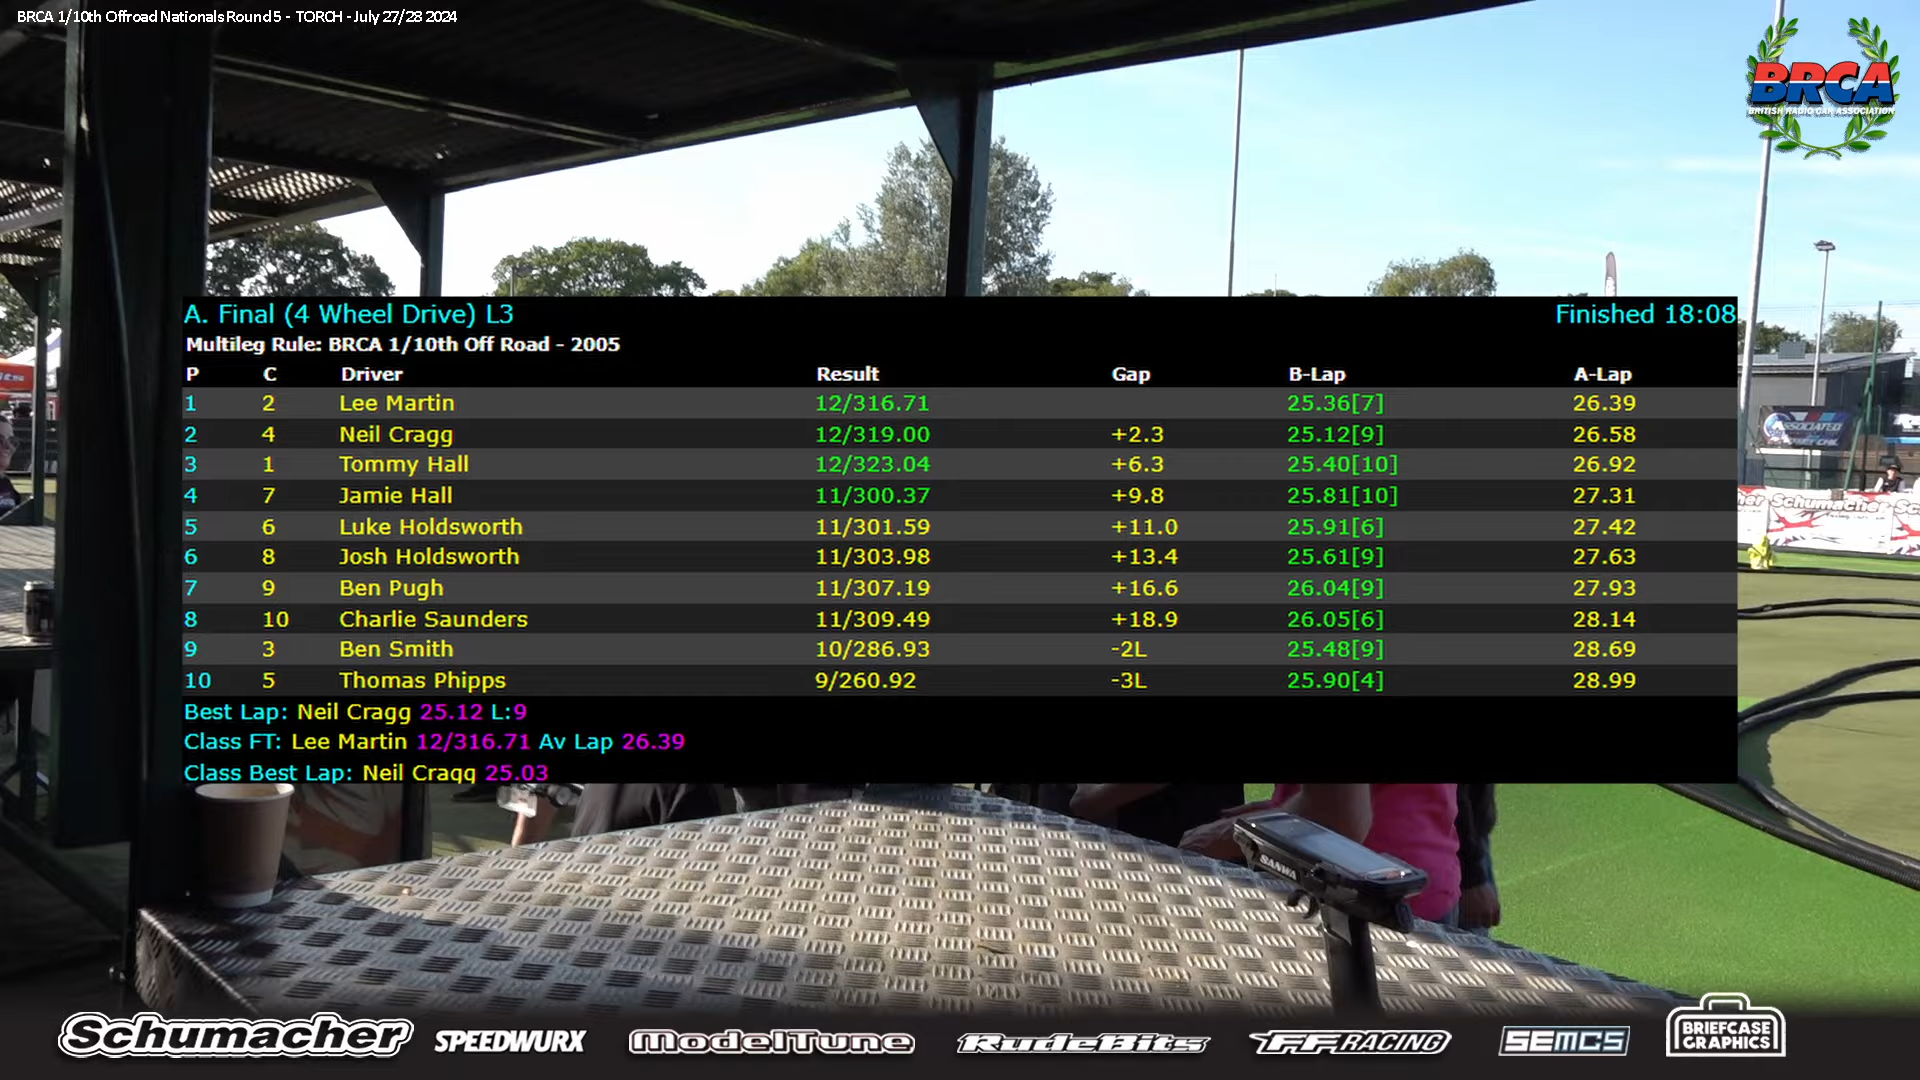 BRCA 1/10th Offroad Nationals Round 5 - TORCH - July 27/28 2024
BRCA
BRITISH RADIO CAR ASSOCIATION
A. Final (4 Wheel Drive) L3 Finished 18:08
Multileg Rule: BRCA 1/10th Off Road - 2005
P C Driver Result Gap B-Lap A-Lap
1 2 Lee Martin 12/316.71 25.36[7] 26.39
2 4 Neil Cragg 12/319.00 +2.3 25.12[9] 26.58
3 1 Tommy Hall 12/323.04 +6.3 25.40[10] 26.92
4 7 Jamie Hall 11/300.37 +9.8 25.81[10] 27.31
5 6 Luke Holdsworth 11/301.59 +11.0 25.91[6] 27.42
6 8 Josh Holdsworth 11/303.98 +13.4 25.61[9] 27.63
7 9 Ben Pugh 11/307.19 +16.6 26.04[9] 27.93
8 10 Charlie Saunders 11/309.49 +18.9 26.05[6] 28.14
9 3 Ben Smith 10/286.93 -2L 25.48[9] 28.69
10 5 Thomas Phipps 9/260.92 -3L 25.90[4] 28.99
Best Lap: Neil Cragg 25.12 L:9
Class FT: Lee Martin 12/316.71 Av Lap 26.39
Class Best Lap: Neil Cragg 25.03
ASSOCIATED
Schumacher
SANWA
Schumacher SPEEDWURX ModelTune RudeBits FF RACING SEMCS BRIEFCASE GRAPHICS